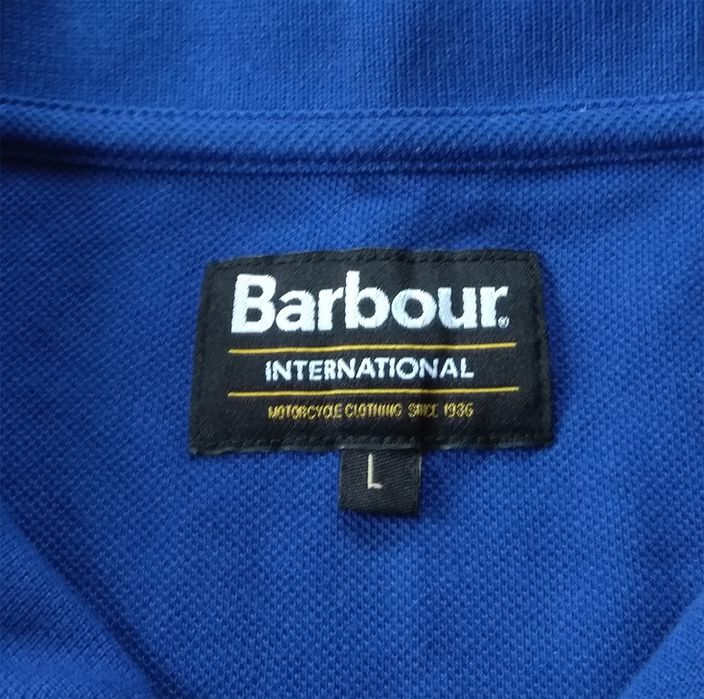 Barbour®
INTERNATIONAL
MOTORCYCLE CLOTHING SINCE 1936
L